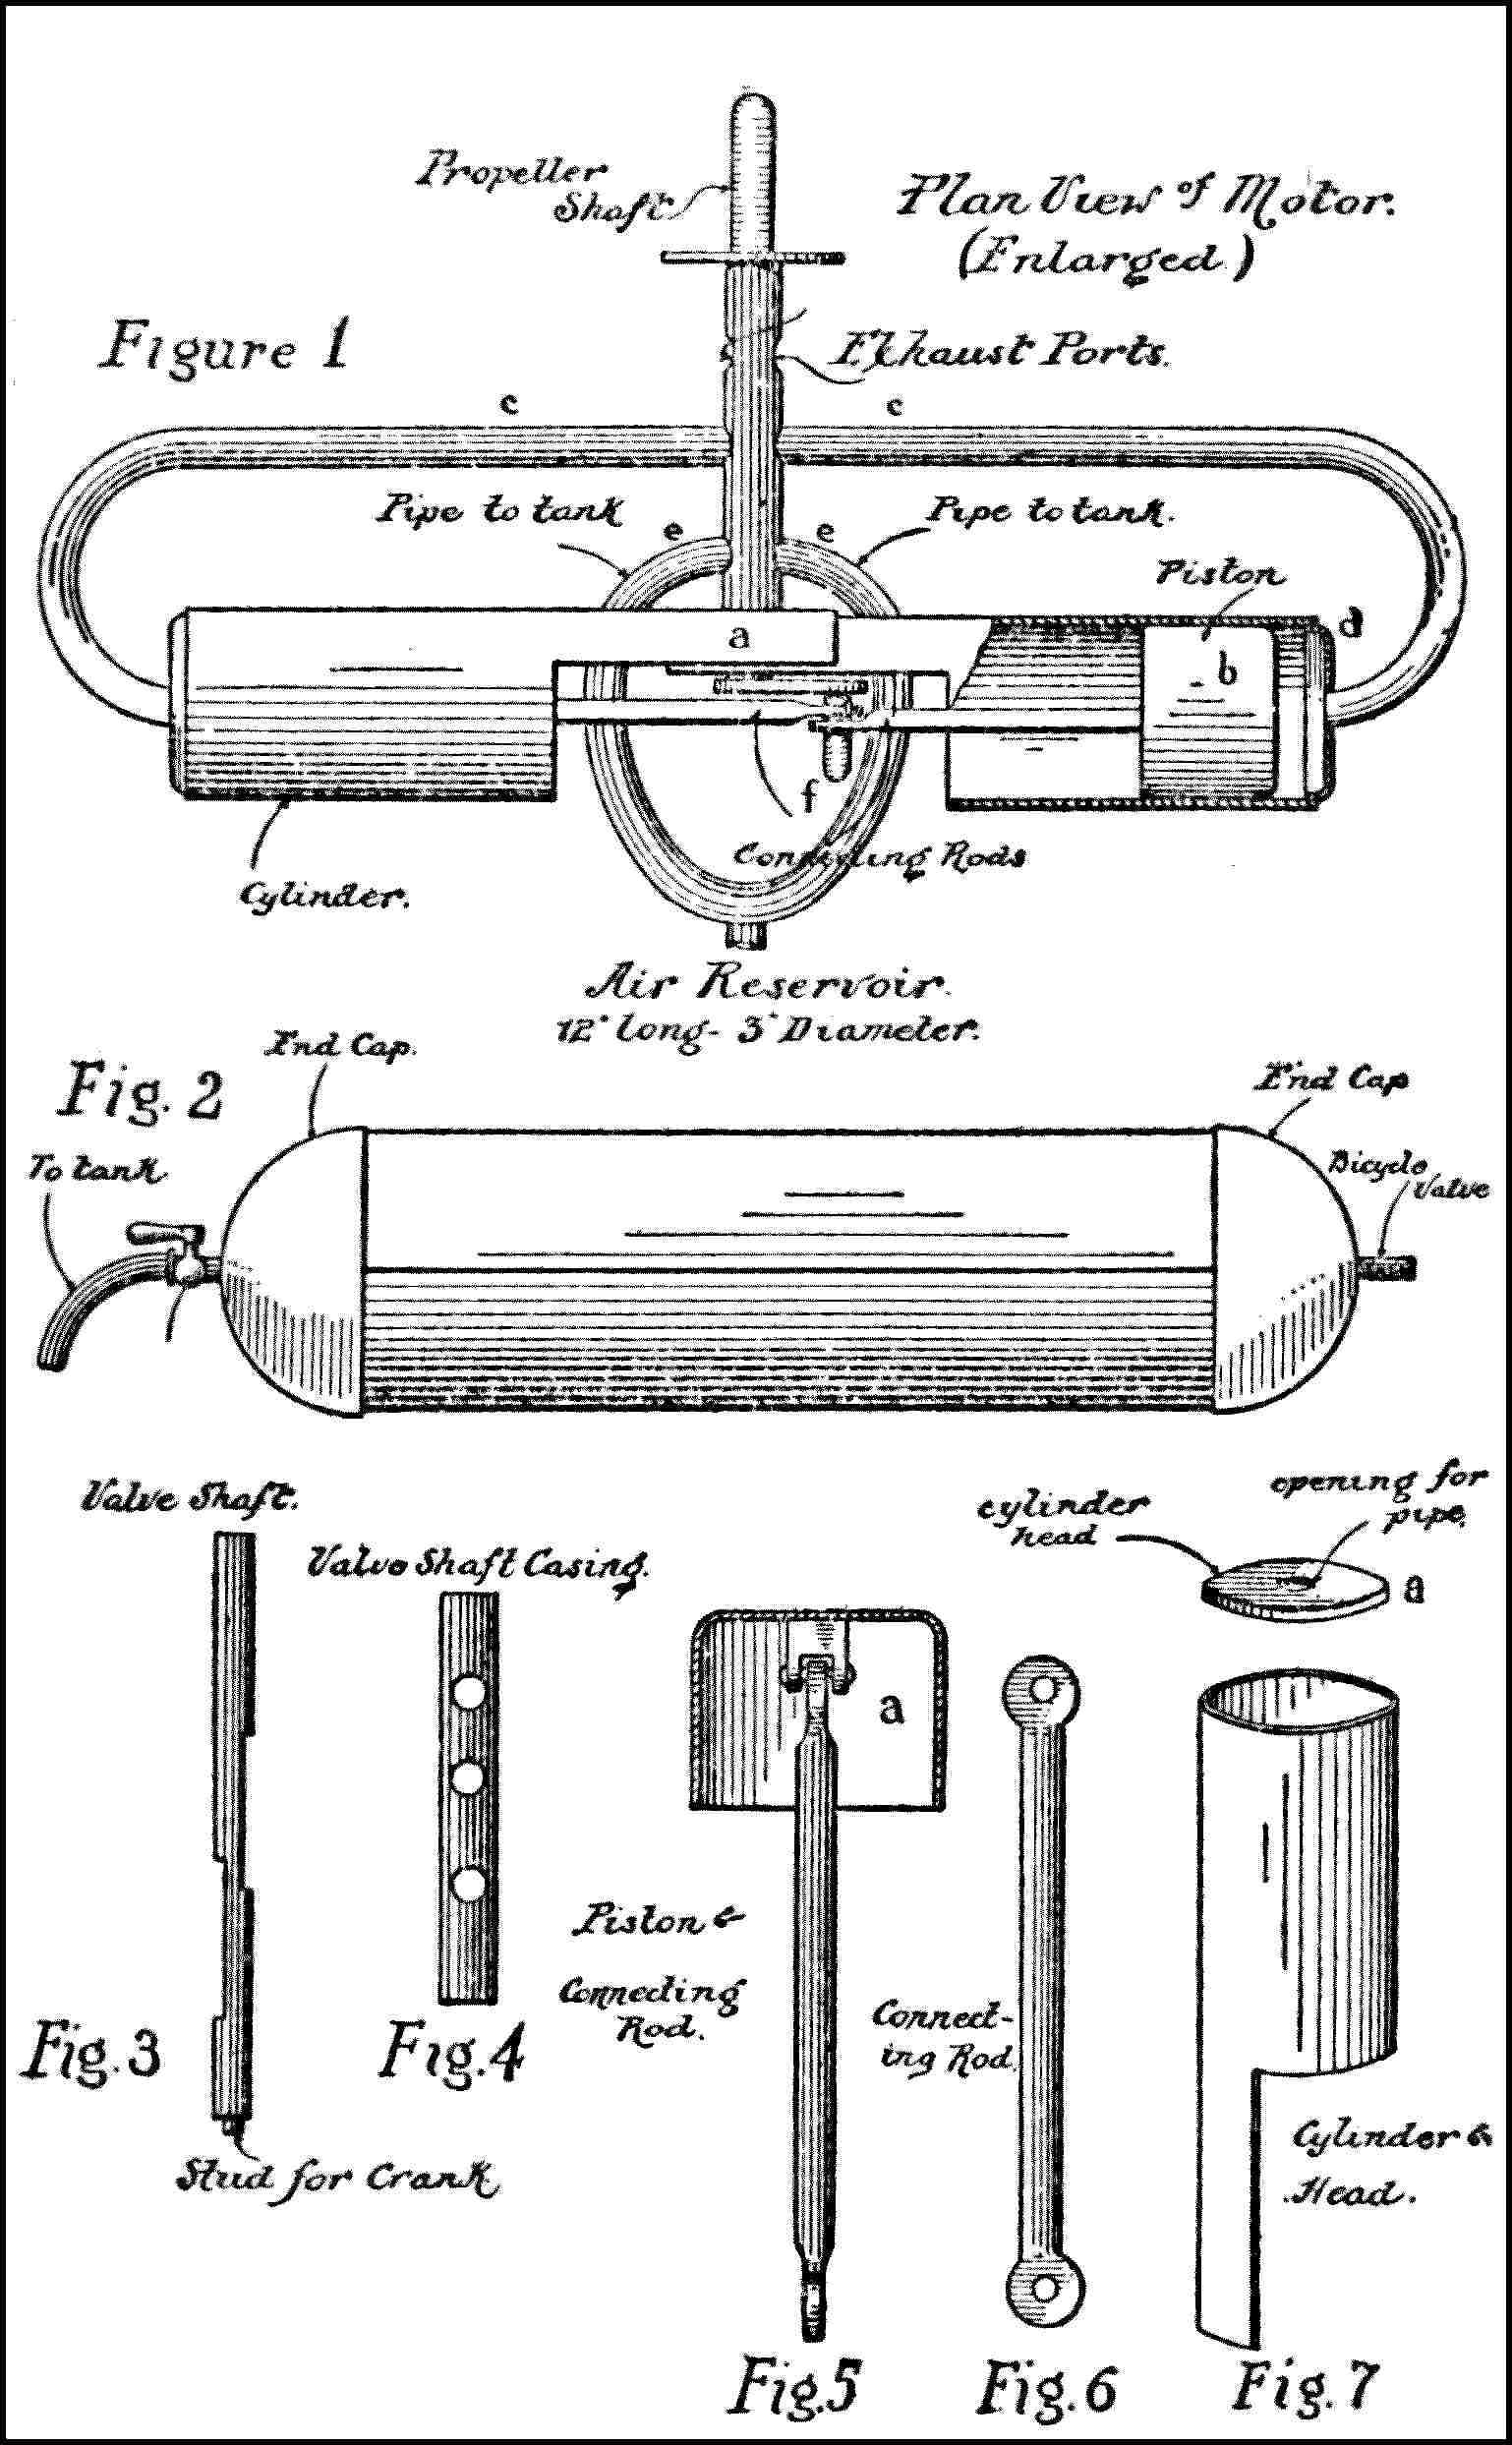 Propeller
Shaft
Plan View of Motor.
(Enlarged)
Figure 1
Exhaust Ports.
c
c
Pipe to tank
e
e
Pipe to tank.
Piston
d
a
b
f
Connecting Rods
Cylinder.
Air Reservoir.
12" long - 3" Diameter.
End Cap.
Fig. 2
End Cap
To tank
Bicycle
Valve
Valve Shaft.
Valve Shaft Casing.
cylinder
head
opening for
pipe.
a
a
Piston &
Connecting
Rod.
Connect-
ing Rod.
Fig. 3
Fig. 4
Stud for Crank
Cylinder &
Head.
Fig. 5
Fig. 6
Fig. 7